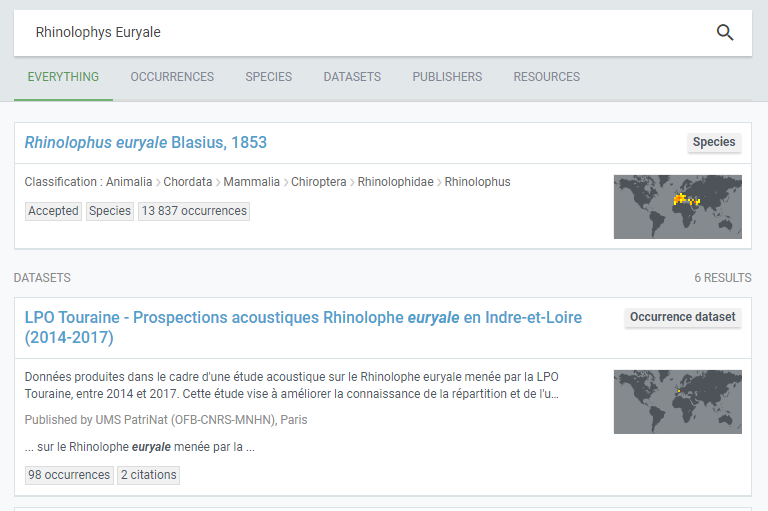 Rhinolophys Euryale
EVERYTHING OCCURRENCES SPECIES DATASETS PUBLISHERS RESOURCES
Rhinolophus euryale Blasius, 1853
Species
Classification : Animalia > Chordata > Mammalia > Chiroptera > Rhinolophidae > Rhinolophus
Accepted Species 13 837 occurrences
DATASETS
6 RESULTS
LPO Touraine - Prospections acoustiques Rhinolophe euryale en Indre-et-Loire
(2014-2017)
Occurrence dataset
Données produites dans le cadre d'une étude acoustique sur le Rhinolophe euryale menée par la LPO
Touraine, entre 2014 et 2017. Cette étude vise à améliorer la connaissance de la répartition et de l'u…
Published by UMS PatriNat (OFB-CNRS-MNHN), Paris
... sur le Rhinolophe euryale menée par la ...
98 occurrences 2 citations